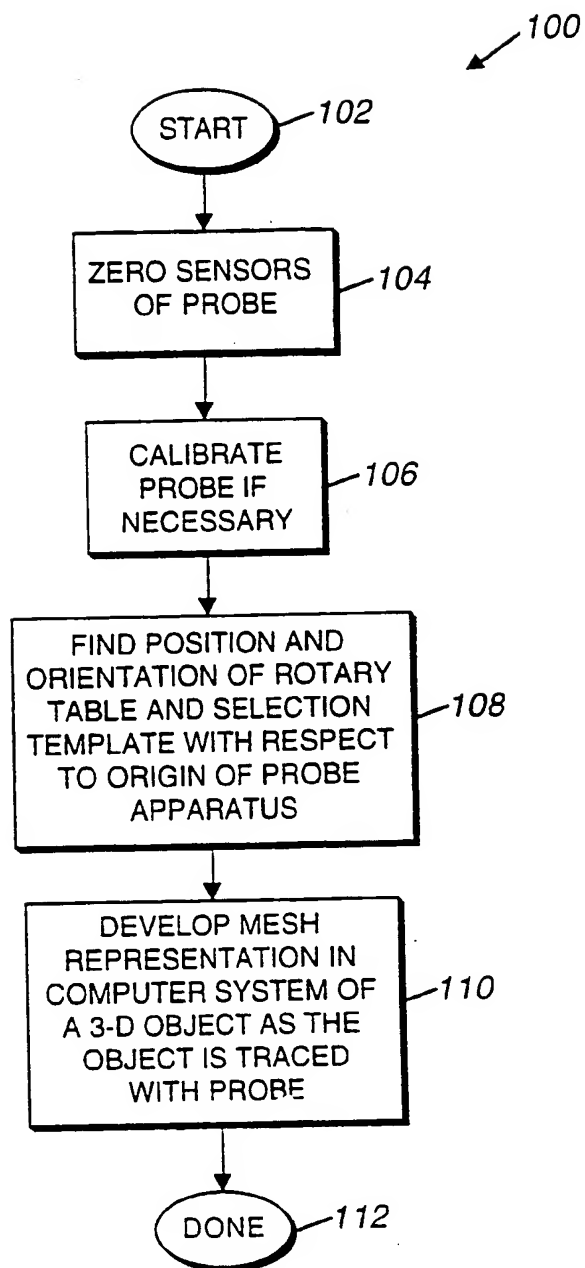 100
START
102
ZERO SENSORS
OF PROBE
104
CALIBRATE
PROBE IF
NECESSARY
106
FIND POSITION AND
ORIENTATION OF ROTARY
TABLE AND SELECTION
TEMPLATE WITH RESPECT
TO ORIGIN OF PROBE
APPARATUS
108
DEVELOP MESH
REPRESENTATION IN
COMPUTER SYSTEM OF
A 3-D OBJECT AS THE
OBJECT IS TRACED
WITH PROBE
110
DONE
112